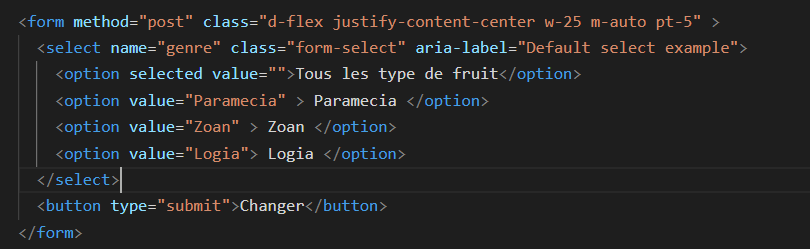 <form method="post" class="d-flex justify-content-center w-25 m-auto pt-5" >
<select name="genre" class="form-select" aria-label="Default select example">
<option selected value="">Tous les type de fruit</option>
<option value="Paramecia" > Paramecia </option>
<option value="Zoan" > Zoan </option>
<option value="Logia"> Logia </option>
</select>
<button type="submit">Changer</button>
</form>